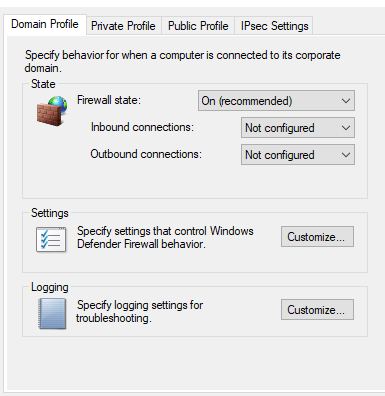 Domain Profile Private Profile Public Profile IPsec Settings
Specify behavior for when a computer is connected to its corporate
domain.
State
Firewall state: On (recommended)
Inbound connections: Not configured
Outbound connections: Not configured
Settings
Specify settings that control Windows
Defender Firewall behavior.
Customize...
Logging
Specify logging settings for
troubleshooting.
Customize...